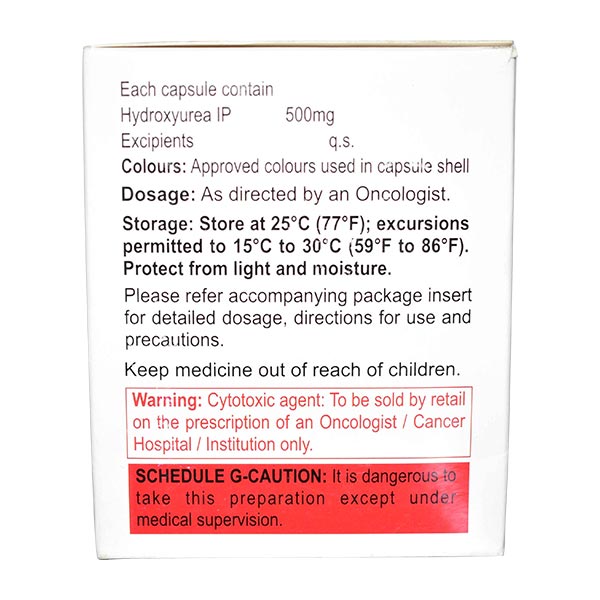 Each capsule contain
Hydroxyurea IP 500mg
Excipients q.s.
Colours: Approved colours used in capsule shell
Dosage: As directed by an Oncologist.
Storage: Store at 25°C (77°F); excursions
permitted to 15°C to 30°C (59°F to 86°F).
Protect from light and moisture.
Please refer accompanying package insert
for detailed dosage, directions for use and
precautions.
Keep medicine out of reach of children.
Warning: Cytotoxic agent: To be sold by retail
on the prescription of an Oncologist / Cancer
Hospital / Institution only.
SCHEDULE G-CAUTION: It is dangerous to
take this preparation except under
medical supervision.